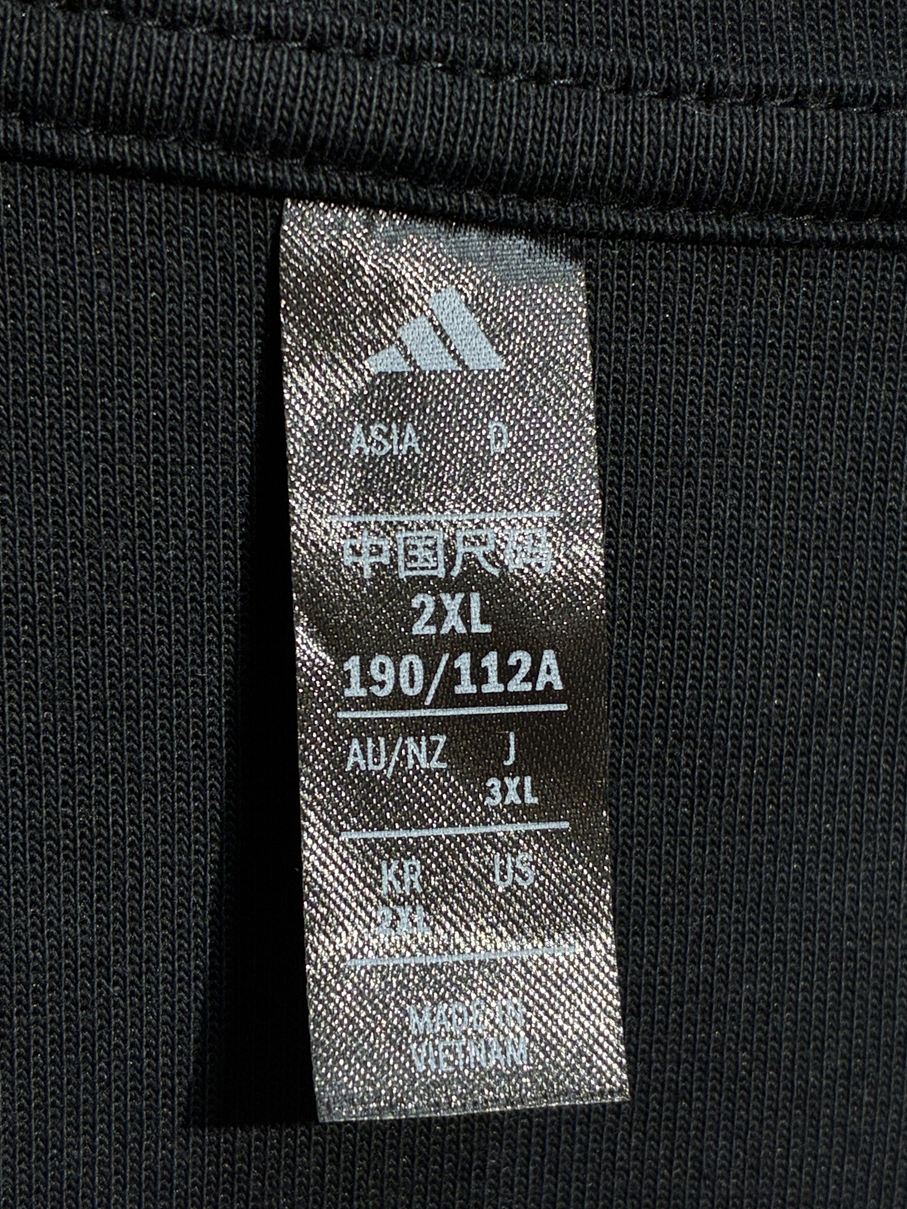 ASIA D
中国尺码
2XL
190/112A
AU/NZ J
3XL
KR US
2XL
MADE IN
VIETNAM